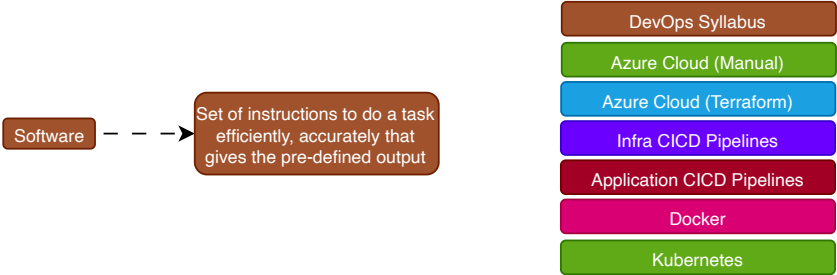 Software
Set of instructions to do a task
efficiently, accurately that
gives the pre-defined output
DevOps Syllabus
Azure Cloud (Manual)
Azure Cloud (Terraform)
Infra CICD Pipelines
Application CICD Pipelines
Docker
Kubernetes